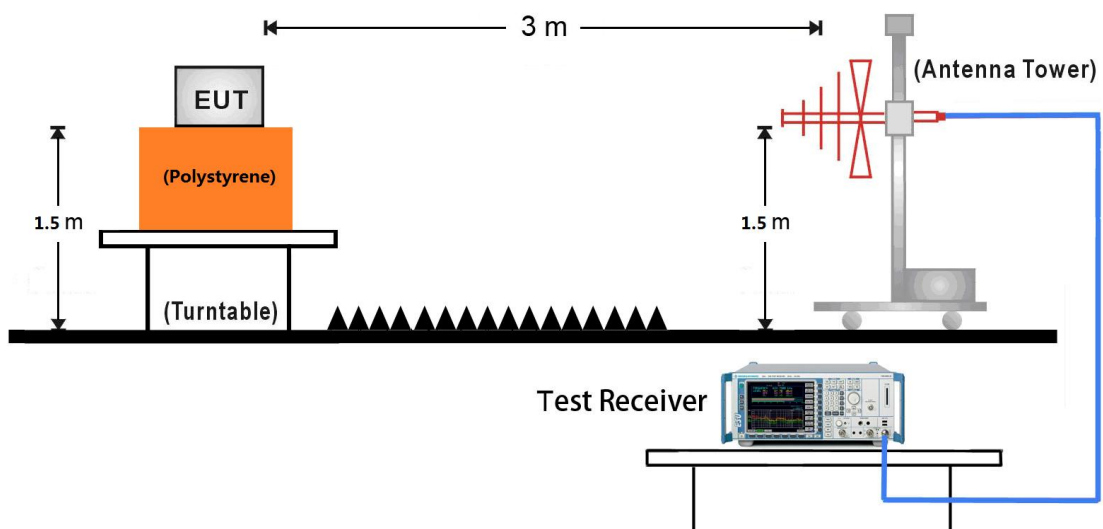 3 m
(Antenna Tower)
EUT
(Polystyrene)
1.5 m
1.5 m
(Turntable)
Test Receiver